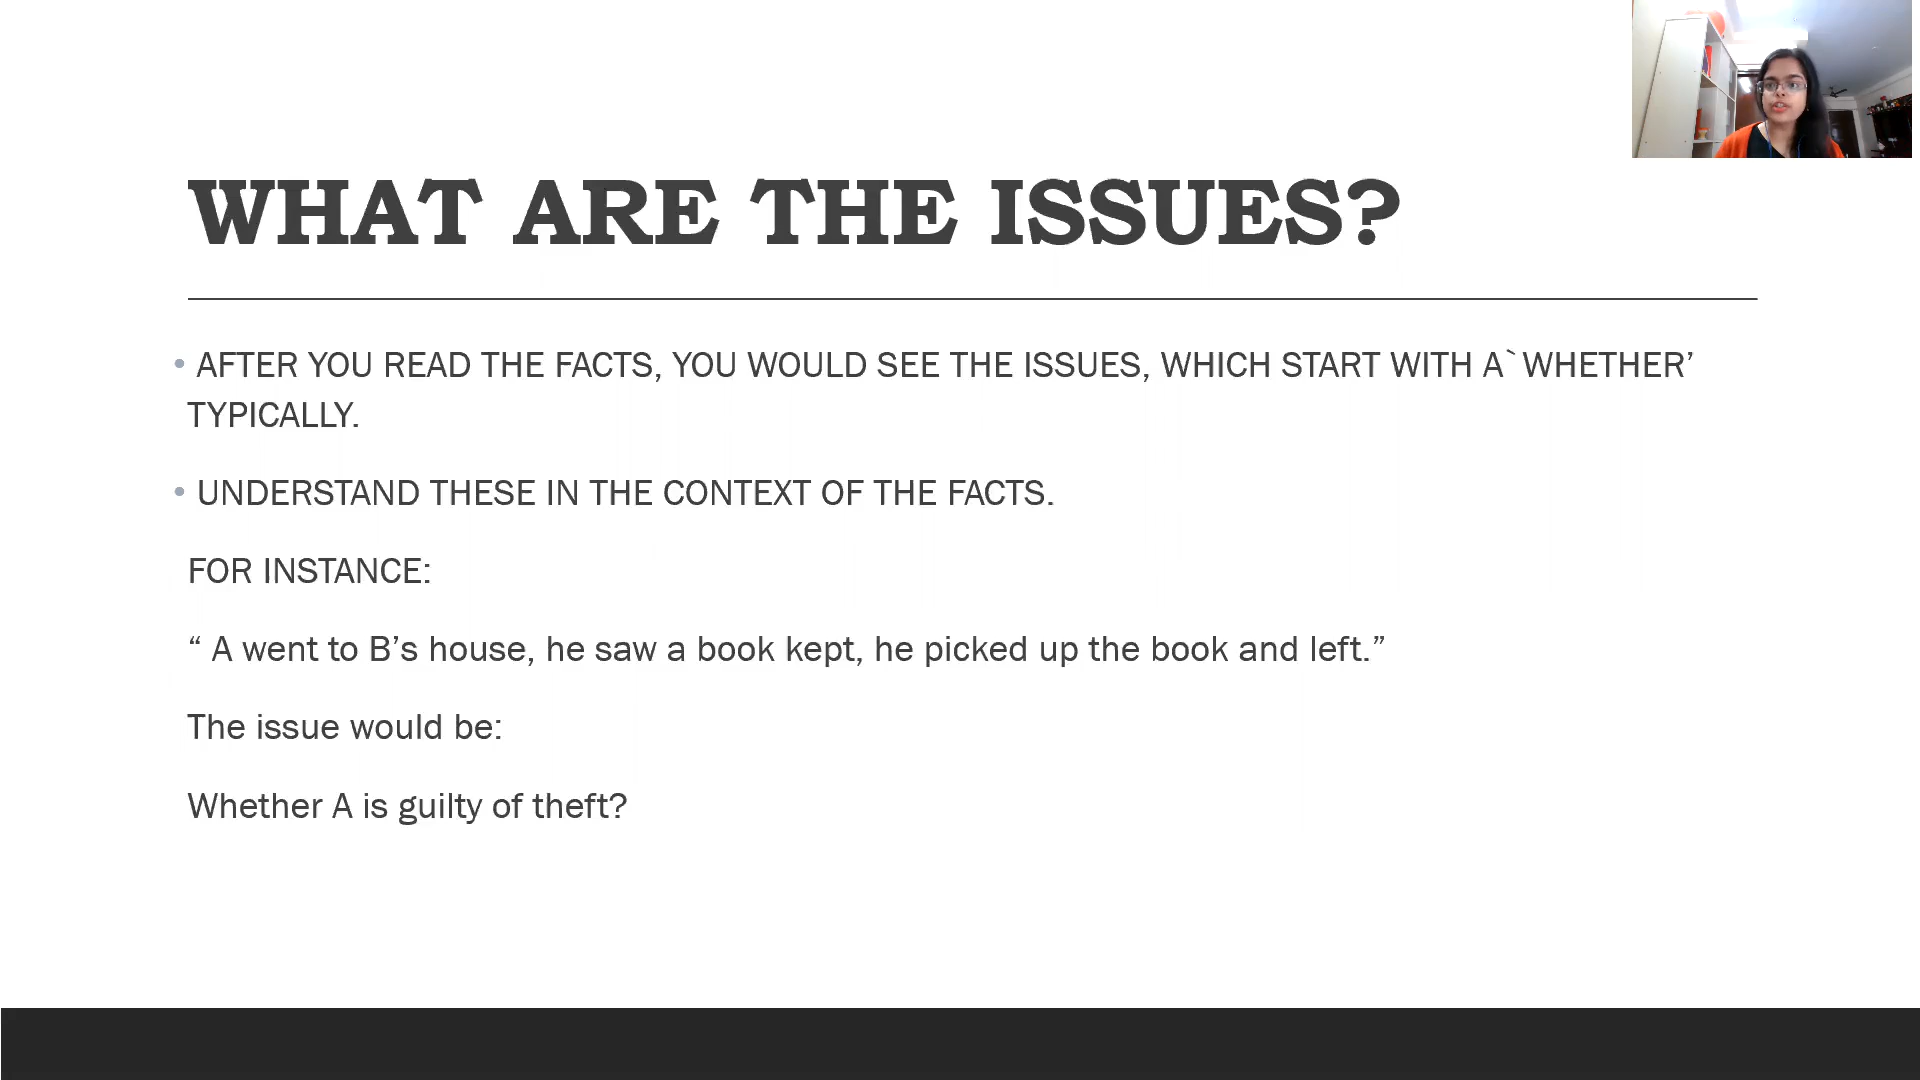 WHAT ARE THE ISSUES?
• AFTER YOU READ THE FACTS, YOU WOULD SEE THE ISSUES, WHICH START WITH A`WHETHER’
TYPICALLY.
• UNDERSTAND THESE IN THE CONTEXT OF THE FACTS.
FOR INSTANCE:
“ A went to B’s house, he saw a book kept, he picked up the book and left.”
The issue would be:
Whether A is guilty of theft?